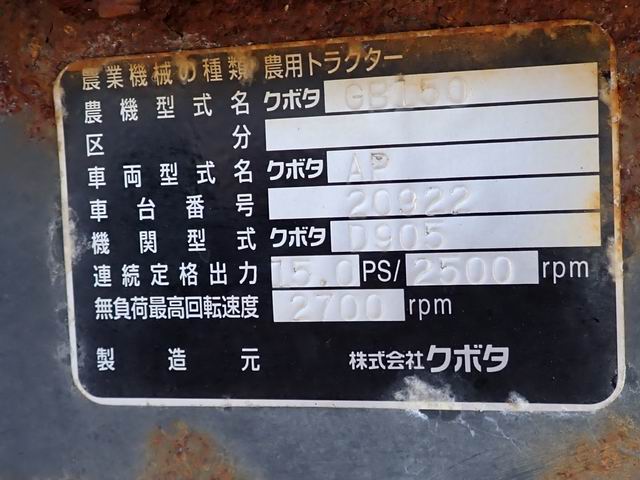 農業機械の種類 農用トラクター
農機型式名 クボタ GB150
区分
車両型式名 クボタ AP
車台番号 20922
機関型式 クボタ D905
連続定格出力 15.0 PS/ 2500 rpm
無負荷最高回転速度 2700 rpm
製造元 株式会社クボタ